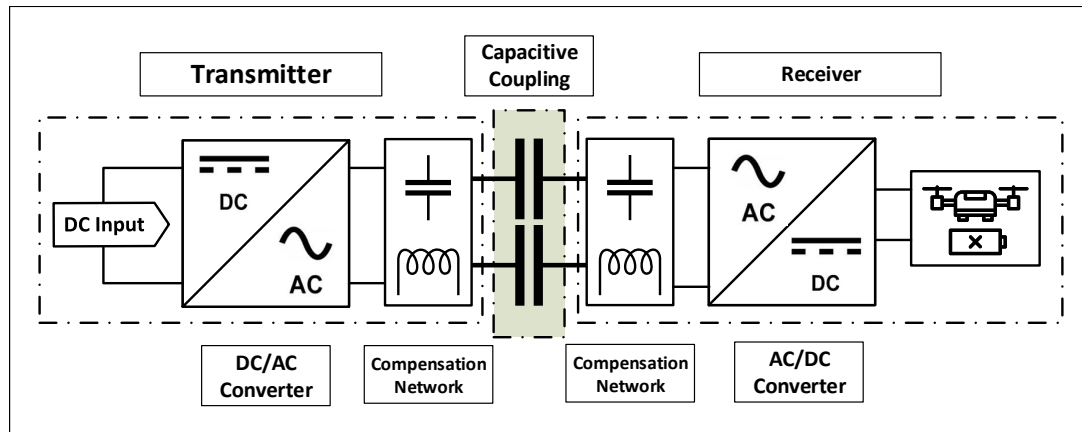 Transmitter
Capacitive
Coupling
Receiver
DC Input
DC
AC
AC
DC
DC/AC
Converter
Compensation
Network
Compensation
Network
AC/DC
Converter